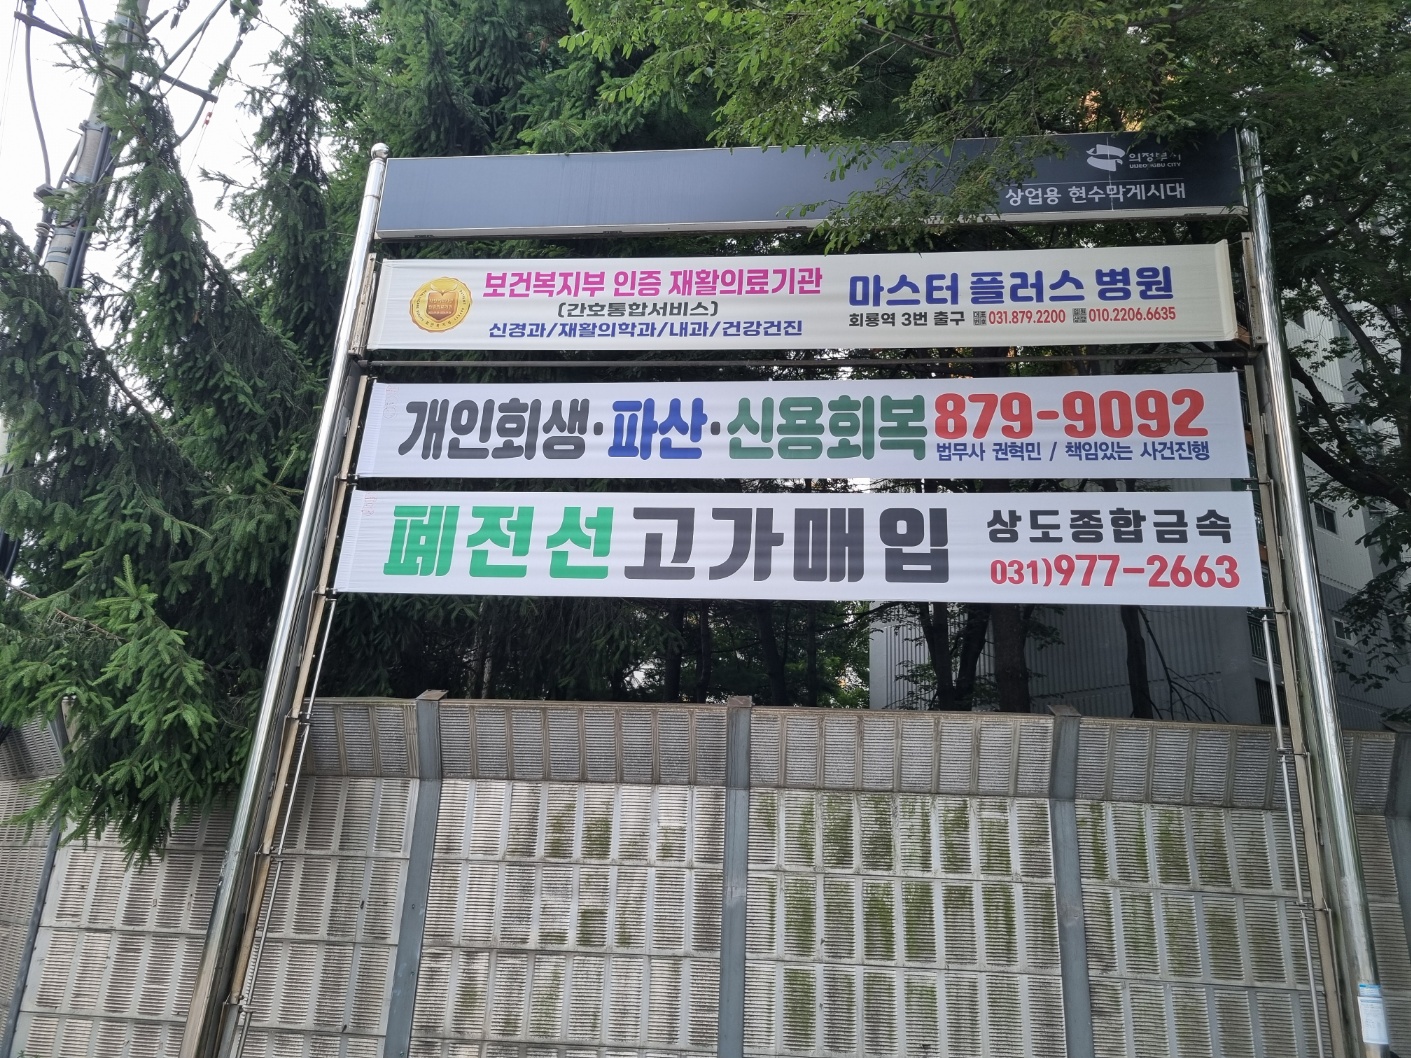 의정부시
UIJEONGBU CITY
상업용 현수막게시대
보건복지부 인증 재활의료기관
(간호통합서비스)
신경과/재활의학과/내과/건강검진
마스터 플러스 병원
회룡역 3번 출구 031.879.2200 010.2206.6635
개인회생·파산·신용회복 879-9092
법무사 권혁민 / 책임있는 사건진행
폐전선고가매입 상도종합금속
031)977-2663